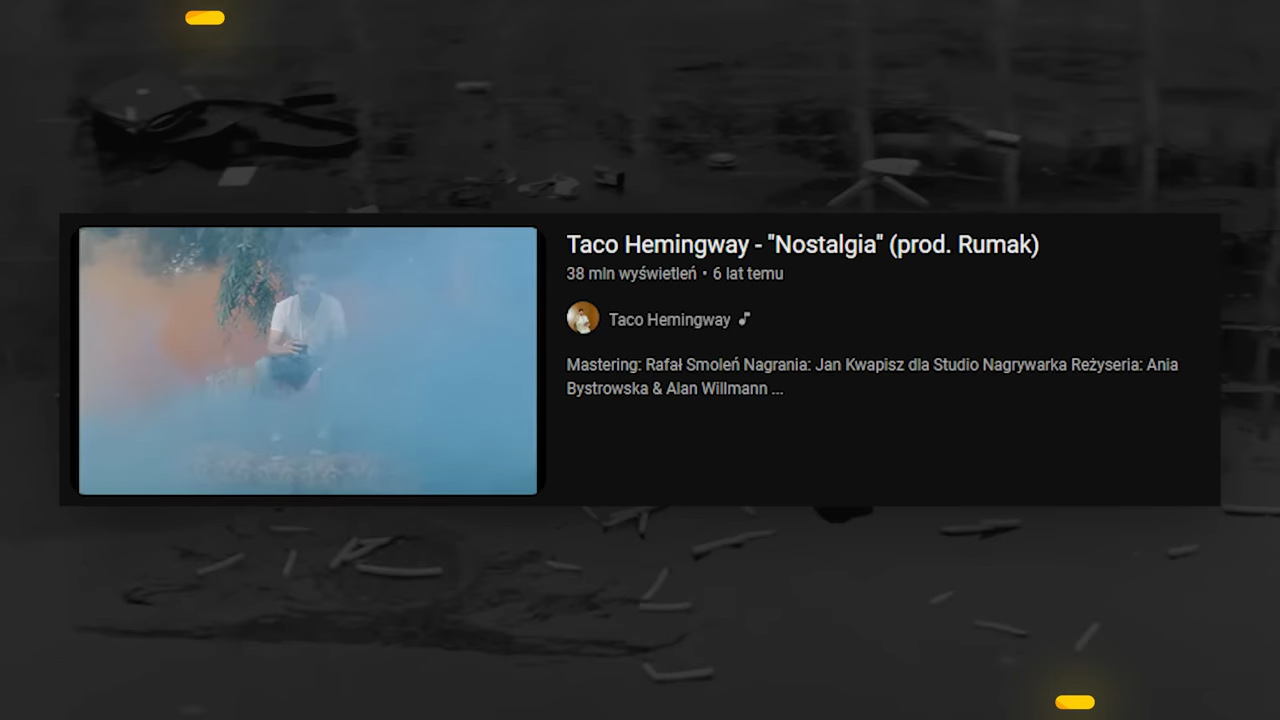 Taco Hemingway - "Nostalgia" (prod. Rumak)
38 mln wyświetleń • 6 lat temu
Taco Hemingway
Mastering: Rafał Smoleń Nagrania: Jan Kwapisz dla Studio Nagrywarka Reżyseria: Ania
Bystrowska & Alan Willmann ...